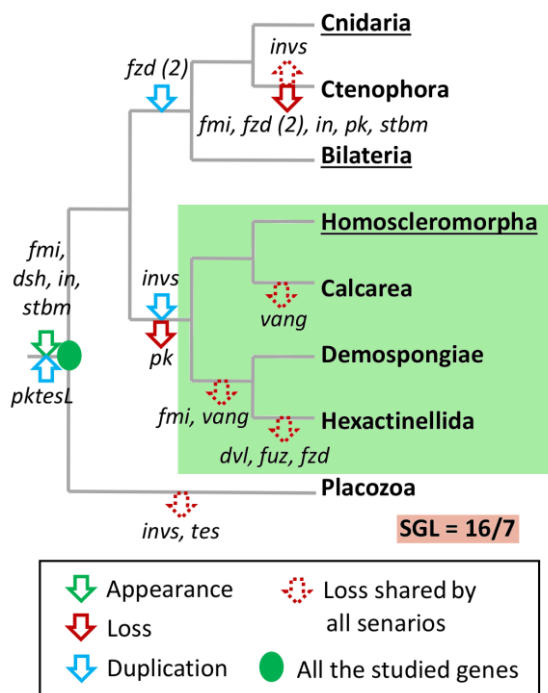 Cnidaria
invs
fzd (2)
Ctenophora
fmi, fzd (2), in, pk, stbm
Bilateria
Homoscleromorpha
fmi,
dsh, in,
stbm
invs
Calcarea
vang
pk
Demospongiae
pktesL
fmi, vang
Hexactinellida
dvl, fuz, fzd
Placozoa
invs, tes
SGL = 16/7
Appearance
Loss
Duplication
Loss shared by
all senarios
All the studied genes